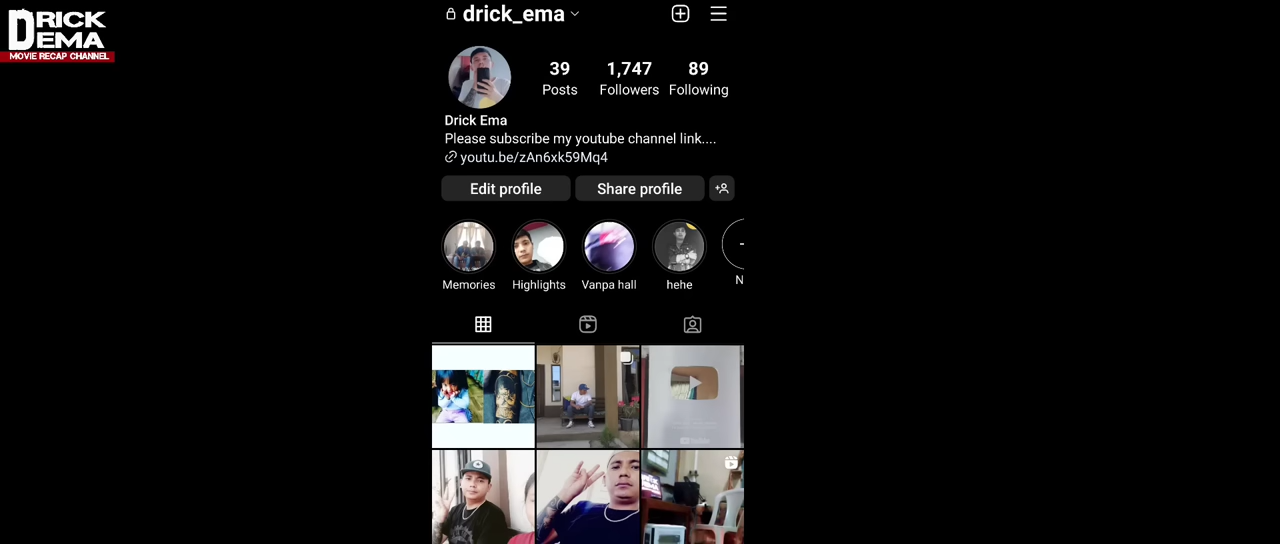 DRICK
EMA
MOVIE RECAP CHANNEL
drick_ema
39 1,747 89
Posts Followers Following
Drick Ema
Please subscribe my youtube channel link....
youtu.be/zAn6xk59Mq4
Edit profile Share profile
Memories Highlights Vanpa hall hehe N
YouTube